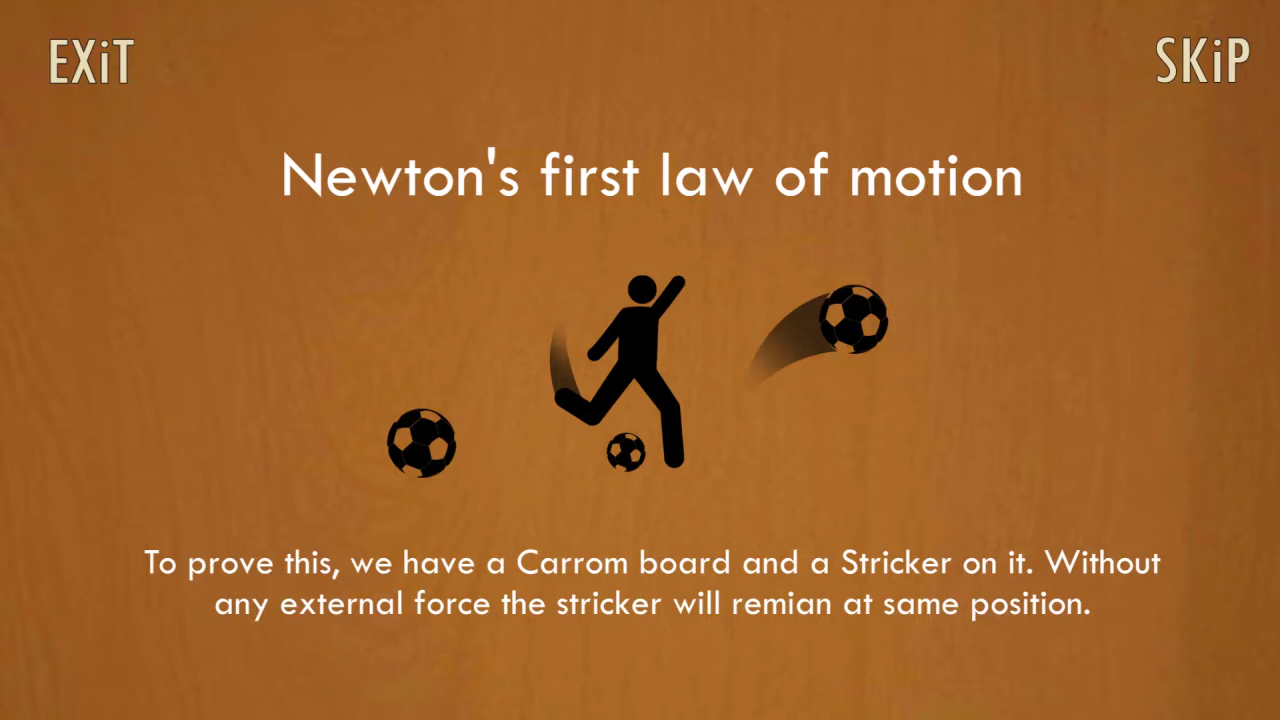 EXiT
SKiP
Newton's first law of motion
To prove this, we have a Carrom board and a Stricker on it. Without
any external force the stricker will remian at same position.